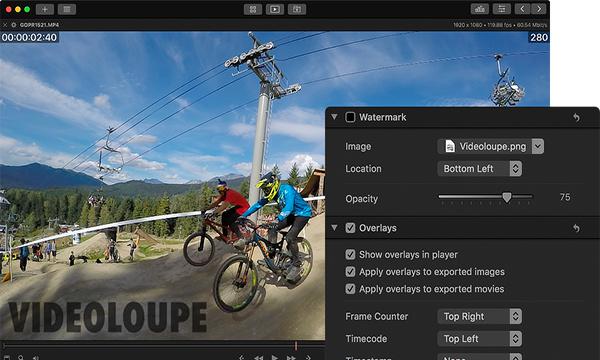 GOPR1521.MP4
1920 x 1080 • 119.88 fps • 60.54 Mbit/s
00:00:02:40
280
Watermark
Image
Videoloupe.png
Location
Bottom Left
Opacity
75
Overlays
Show overlays in player
Apply overlays to exported images
Apply overlays to exported movies
Frame Counter
Top Right
Timecode
Top Left
Timestamp
None
VIDEOLOUPE